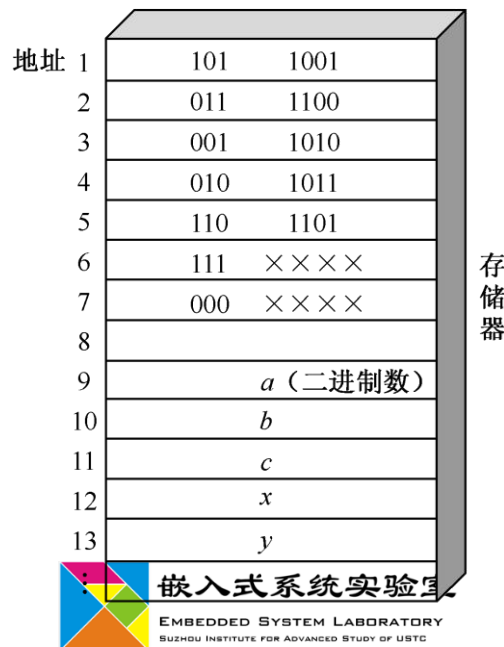 地址 1 101 1001
2 011 1100
3 001 1010
4 010 1011
5 110 1101
6 111 ××××
7 000 ××××
8
9 a（二进制数）
10 b
11 c
12 x
13 y
⋮
存储器
嵌入式系统实验室
EMBEDDED SYSTEM LABORATORY
SUZHOU INSTITUTE FOR ADVANCED STUDY OF USTC